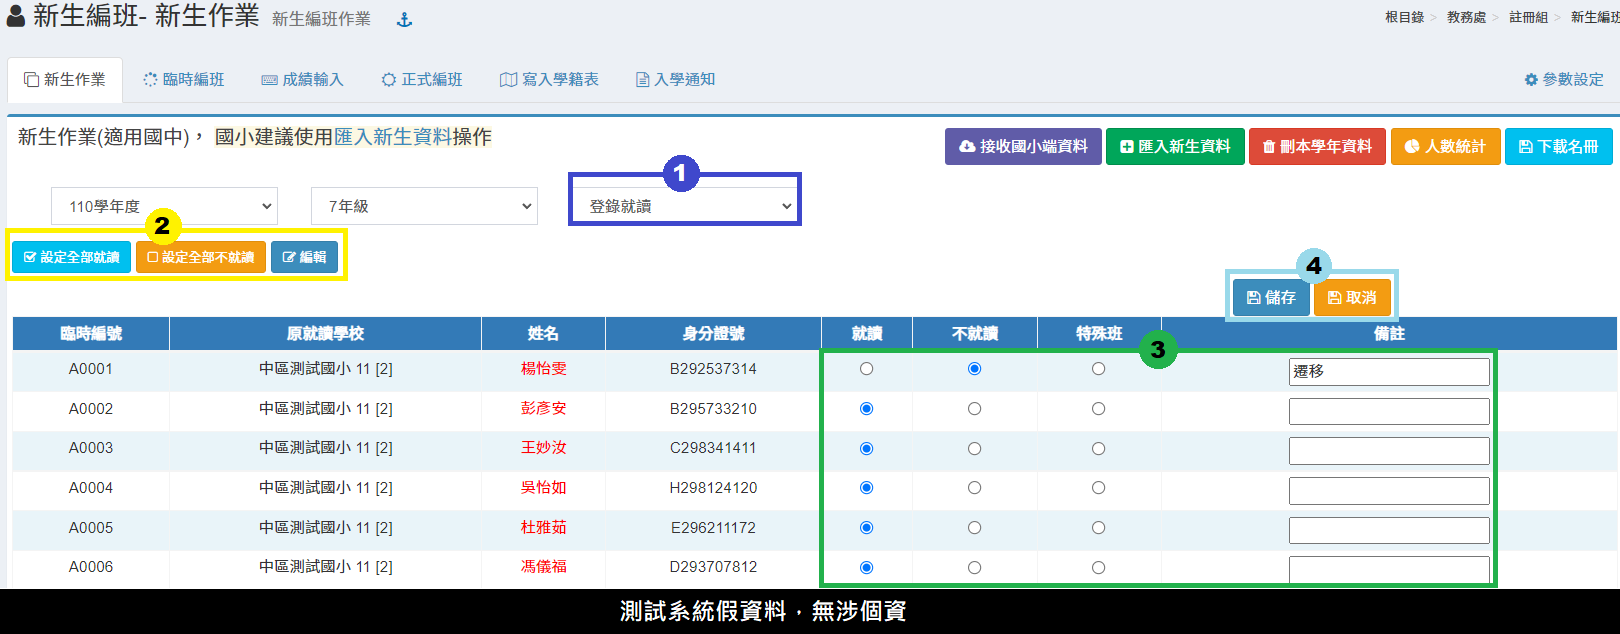 新生編班- 新生作業 新生編班作業
根目錄 > 教務處 > 註冊組 > 新生編班
新生作業 臨時編班 成績輸入 正式編班 寫入學籍表 入學通知 參數設定
新生作業(適用國中)， 國小建議使用匯入新生資料操作
接收國小端資料 匯入新生資料 刪本學年資料 人數統計 下載名冊
1
110學年度 7年級 登錄就讀
2
設定全部就讀 設定全部不就讀 編輯
4
儲存 取消
臨時編號 原就讀學校 姓名 身分證號 就讀 不就讀 特殊班 備註
3
A0001 中區測試國小 11 [2] 楊怡雯 B292537314 遷移
A0002 中區測試國小 11 [2] 彭彥安 B295733210
A0003 中區測試國小 11 [2] 王妙汝 C298341411
A0004 中區測試國小 11 [2] 吳怡如 H298124120
A0005 中區測試國小 11 [2] 杜雅茹 E296211172
A0006 中區測試國小 11 [2] 馮儀福 D293707812
測試系統假資料，無涉個資